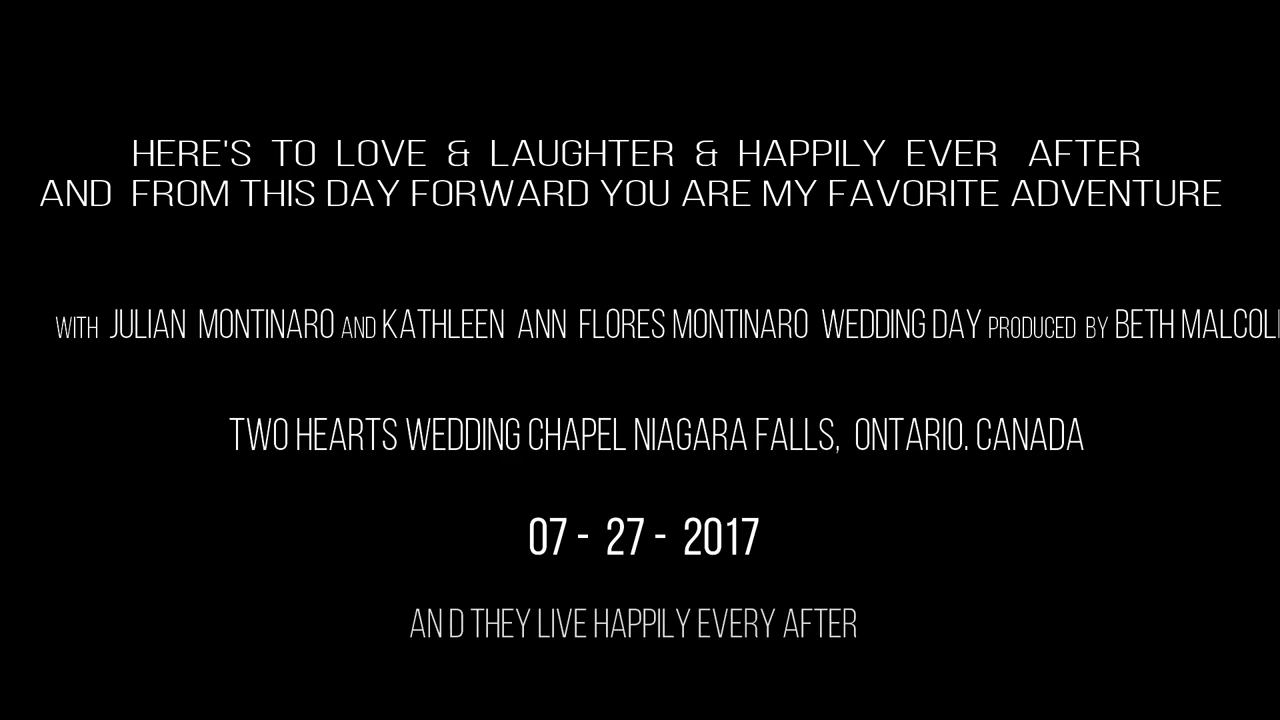 HERE'S TO LOVE & LAUGHTER & HAPPILY EVER AFTER
AND FROM THIS DAY FORWARD YOU ARE MY FAVORITE ADVENTURE
WITH JULIAN MONTINARO AND KATHLEEN ANN FLORES MONTINARO WEDDING DAY PRODUCED BY BETH
TWO HEARTS WEDDING CHAPEL NIAGARA FALLS, ONTARIO. CANADA
07 - 27 - 2017
AN D THEY LIVE HAPPILY EVERY AFTER